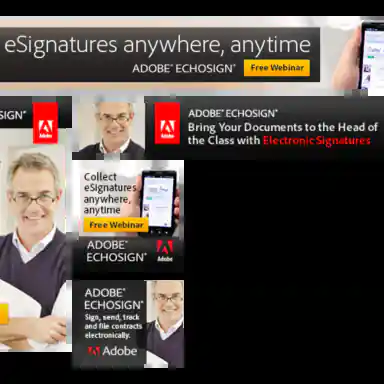 eSignatures anywhere, anytime
ADOBE® ECHOSIGN®
Free Webinar
SIGN®
Adobe
Adobe
ADOBE® ECHOSIGN®
Bring Your Documents to the Head of
the Class with Electronic Signatures
Collect
eSignatures
anywhere,
anytime
Free Webinar
ADOBE®
ECHOSIGN®
Adobe
ADOBE®
ECHOSIGN®
Sign, send, track
and file contracts
electronically.
Adobe